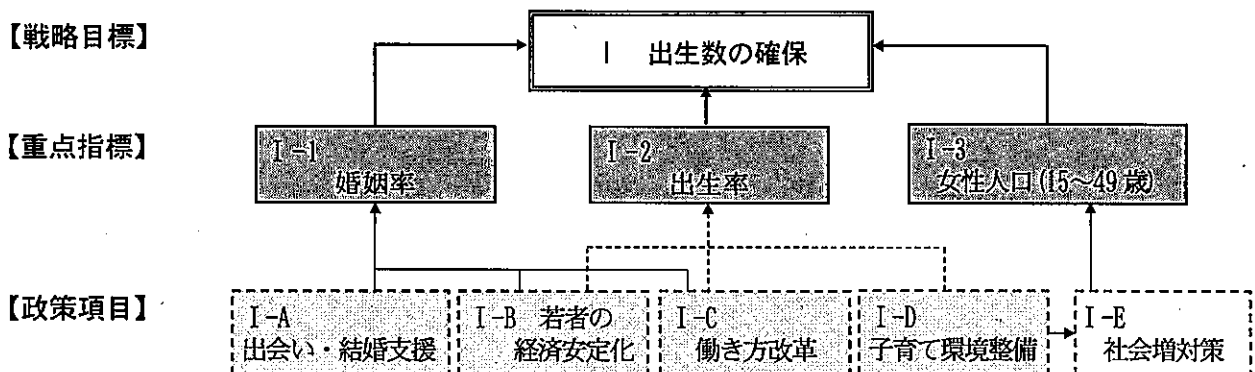 【戦略目標】
Ⅰ 出生数の確保
【重点指標】
Ⅰ-1
婚姻率
Ⅰ-2
出生率
Ⅰ-3
女性人口(15~49歳)
【政策項目】
Ⅰ-A
出会い・結婚支援
Ⅰ-B 若者の
経済安定化
Ⅰ-C
働き方改革
Ⅰ-D
子育て環境整備
Ⅰ-E
社会増対策